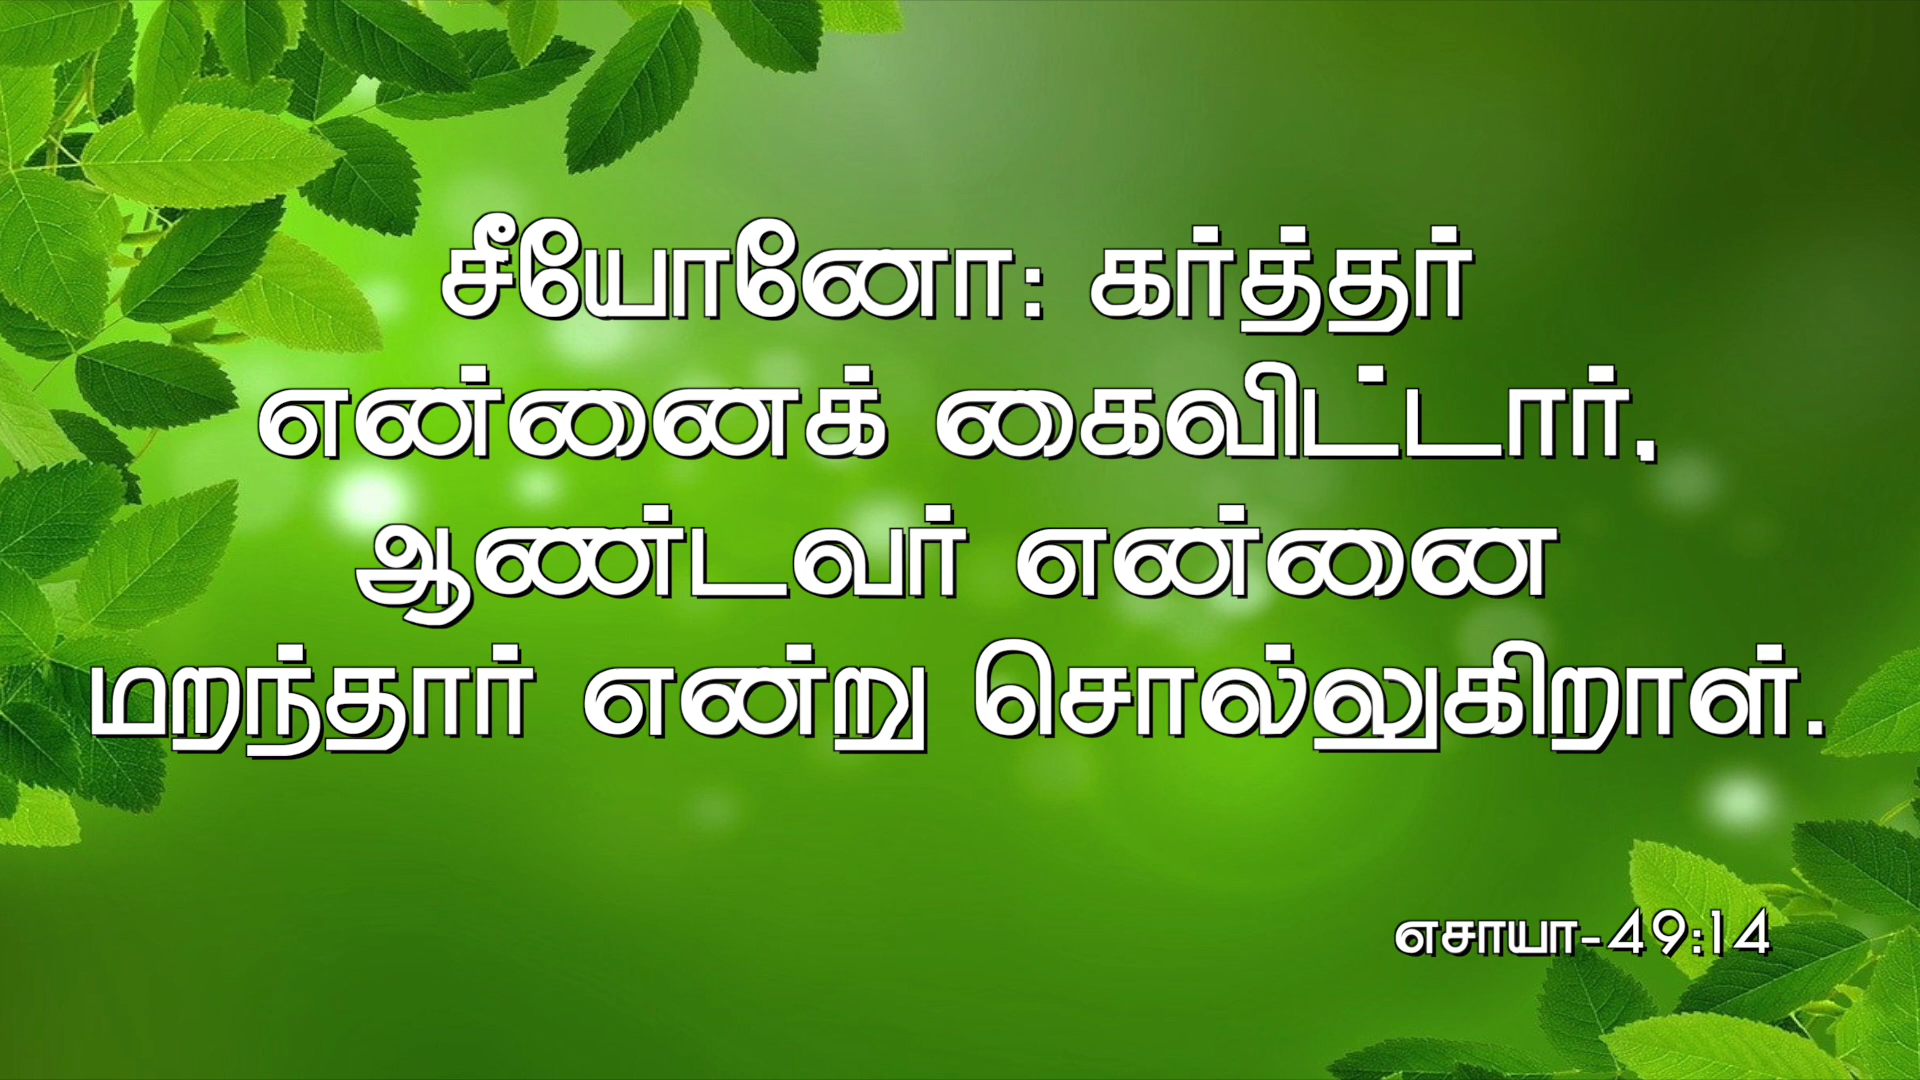 சீயோனோ: கர்த்தர்
என்னைக் கைவிட்டார்,
ஆண்டவர் என்னை
மறந்தார் என்று சொல்லுகிறாள்.
எசாயா-49:14